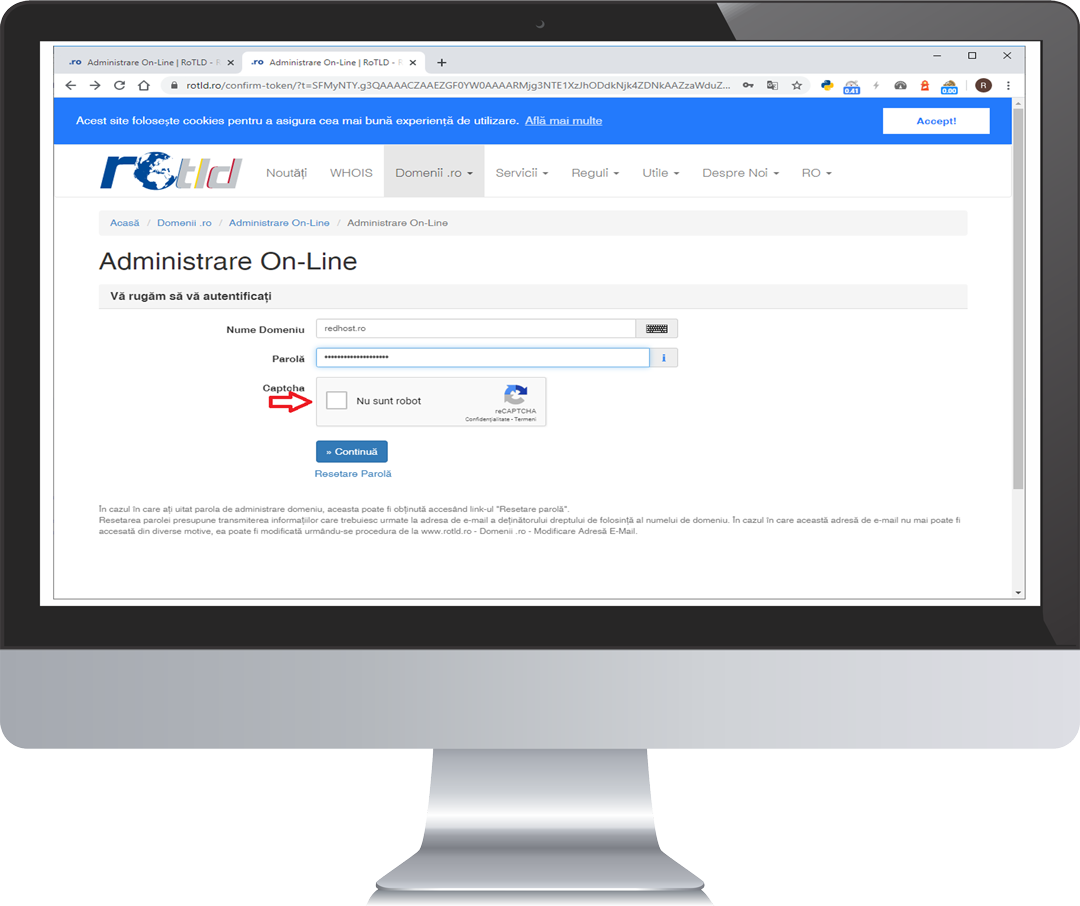 .ro Administrare On-Line | RoTLD - .ro Administrare On-Line | RoTLD -
rotld.ro/confirm-token/?t=SFMyNTY.g3QAAAACZAAEZGF0YW0AAAARMjg3NTE1XzJhODdkNjk4ZDNkAAZzaWduZ... 0.41 0.00 R
Acest site folosește cookies pentru a asigura cea mai bună experiență de utilizare. Află mai multe Accept!
rotld Noutăți WHOIS Domenii .ro Servicii Reguli Utile Despre Noi RO
Acasă / Domenii .ro / Administrare On-Line / Administrare On-Line
Administrare On-Line
Vă rugăm să vă autentificați
Nume Domeniu redhost.ro
Parolă ••••••••••••••••••••
Captcha
Nu sunt robot
reCAPTCHA
Confidențialitate - Termeni
» Continuă
Resetare Parolă
În cazul în care ați uitat parola de administrare domeniu, aceasta poate fi obținută accesând link-ul "Resetare parolă".
Resetarea parolei presupune transmiterea informațiilor care trebuiesc urmate la adresa de e-mail a deținătorului dreptului de folosință al numelui de domeniu. În cazul în care această adresă de e-mail nu mai poate fi
accesată din diverse motive, ea poate fi modificată urmându-se procedura de la www.rotld.ro - Domenii .ro - Modificare Adresă E-Mail.